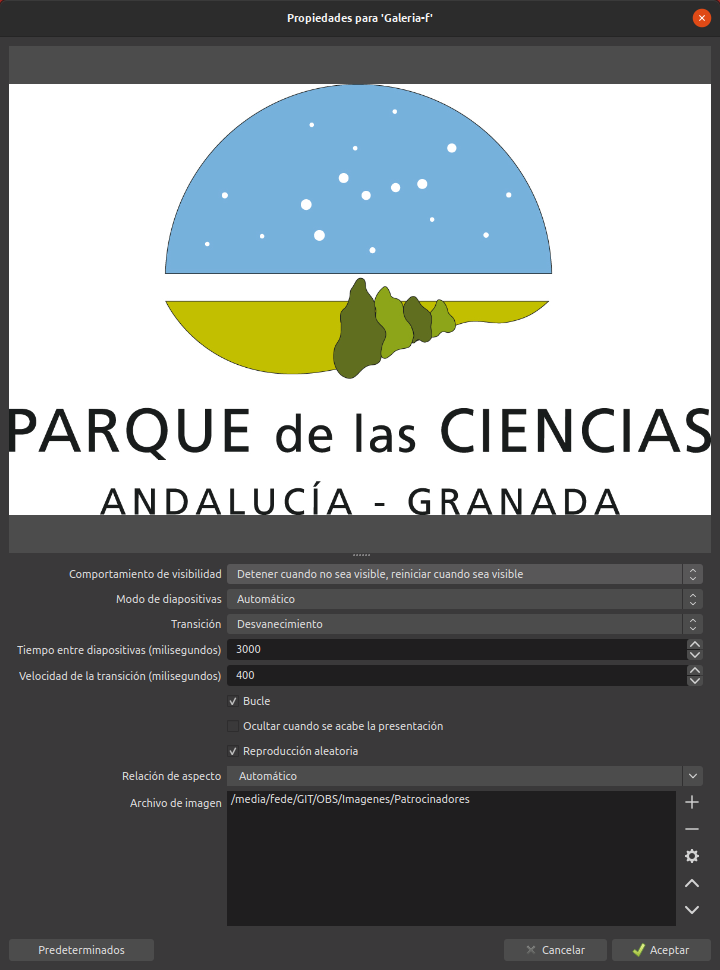 Propiedades para 'Galeria-f'
PARQUE de las CIENCIAS
ANDALUCÍA - GRANADA
Comportamiento de visibilidad Detener cuando no sea visible, reiniciar cuando sea visible
Modo de diapositivas Automático
Transición Desvanecimiento
Tiempo entre diapositivas (milisegundos) 3000
Velocidad de la transición (milisegundos) 400
Bucle
Ocultar cuando se acabe la presentación
Reproducción aleatoria
Relación de aspecto Automático
Archivo de imagen /media/fede/GIT/OBS/Imagenes/Patrocinadores
Predeterminados Cancelar Aceptar